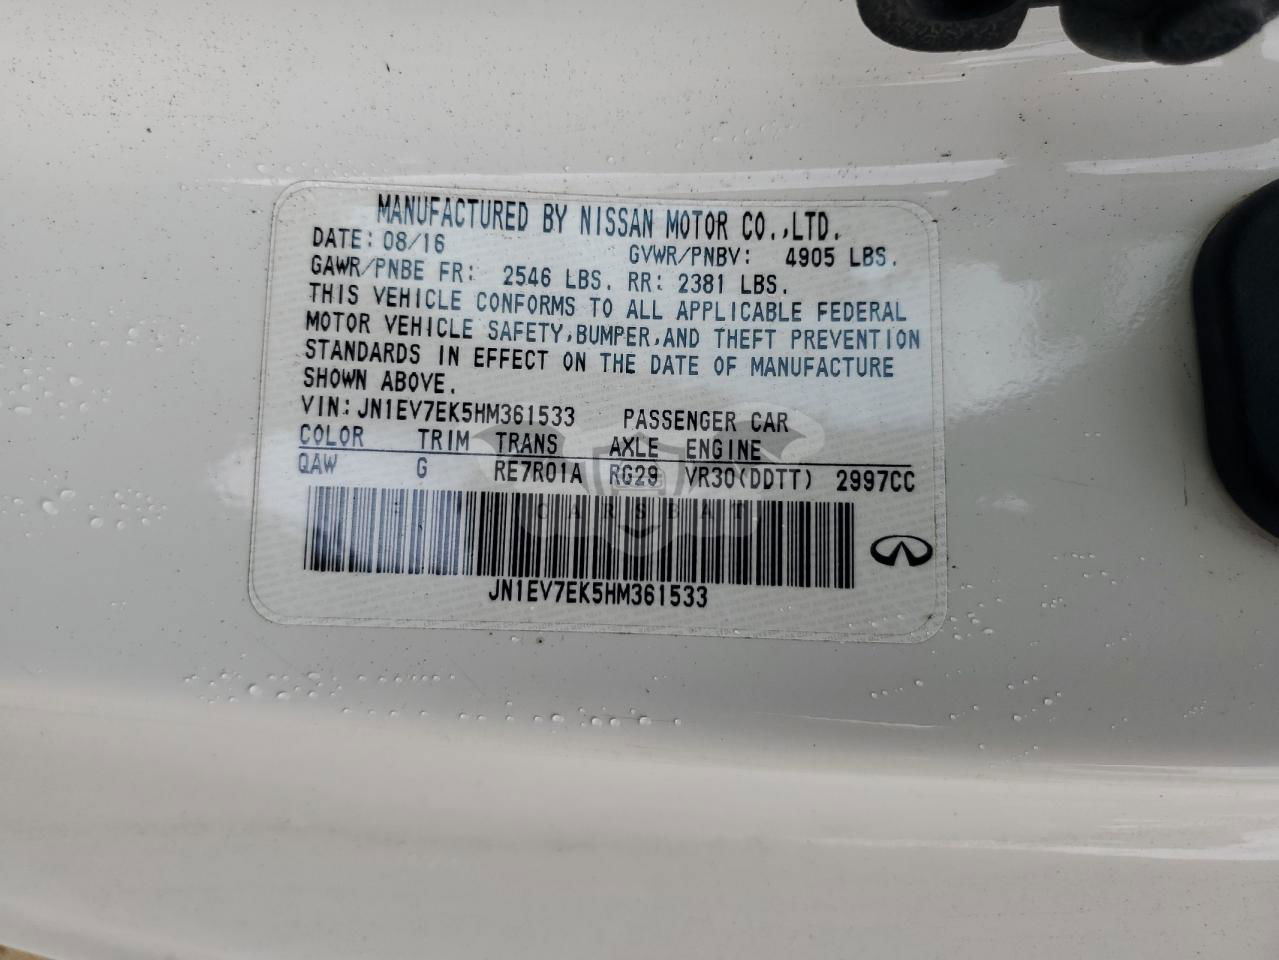 MANUFACTURED BY NISSAN MOTOR CO.,LTD.
DATE: 08/16 GVWR/PNBV: 4905 LBS.
GAWR/PNBE FR: 2546 LBS. RR: 2381 LBS.
THIS VEHICLE CONFORMS TO ALL APPLICABLE FEDERAL
MOTOR VEHICLE SAFETY,BUMPER,AND THEFT PREVENTION
STANDARDS IN EFFECT ON THE DATE OF MANUFACTURE
SHOWN ABOVE.
VIN: JN1EV7EK5HM361533 PASSENGER CAR
COLOR TRIM TRANS AXLE ENGINE
QAW G RE7R01A RG29 VR30(DDTT) 2997CC
CARSBAT
JN1EV7EK5HM361533